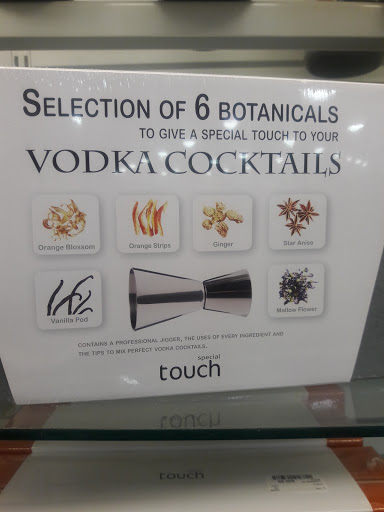 SELECTION OF 6 BOTANICALS
TO GIVE A SPECIAL TOUCH TO YOUR
VODKA COCKTAILS
Orange Blossom
Orange Strips
Ginger
Star Anise
Vanilla Pod
Mallow Flower
CONTAINS A PROFESSIONAL JIGGER, THE USES OF EVERY INGREDIENT AND
THE TIPS TO MIX PERFECT VODKA COCKTAILS.
special
touch
touch